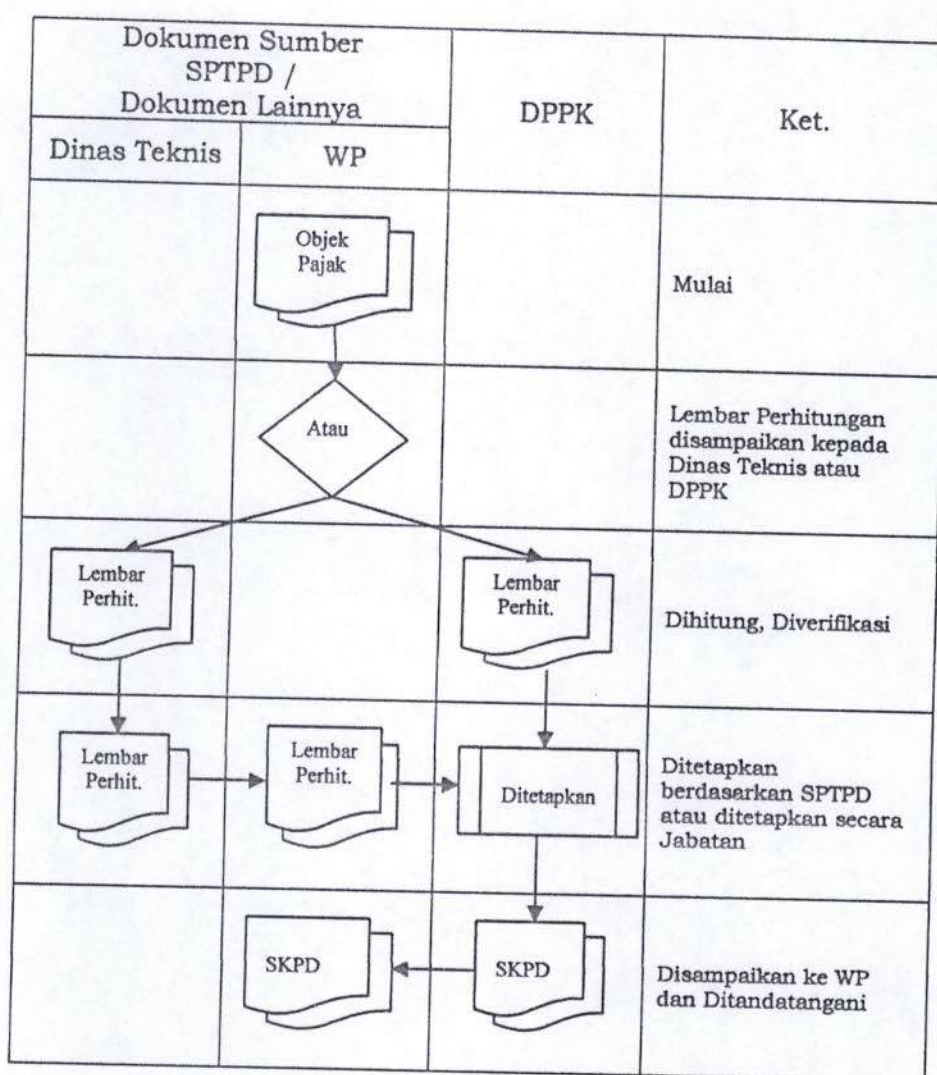 Dokumen Sumber
SPTPD /
Dokumen Lainnya
DPPK
Ket.
Dinas Teknis
WP
Objek
Pajak
Mulai
Atau
Lembar Perhitungan
disampaikan kepada
Dinas Teknis atau
DPPK
Lembar
Perhit.
Lembar
Perhit.
Dihitung, Diverifikasi
Lembar
Perhit.
Lembar
Perhit.
Ditetapkan
Ditetapkan
berdasarkan SPTPD
atau ditetapkan secara
Jabatan
SKPD
SKPD
Disampaikan ke WP
dan Ditandatangani